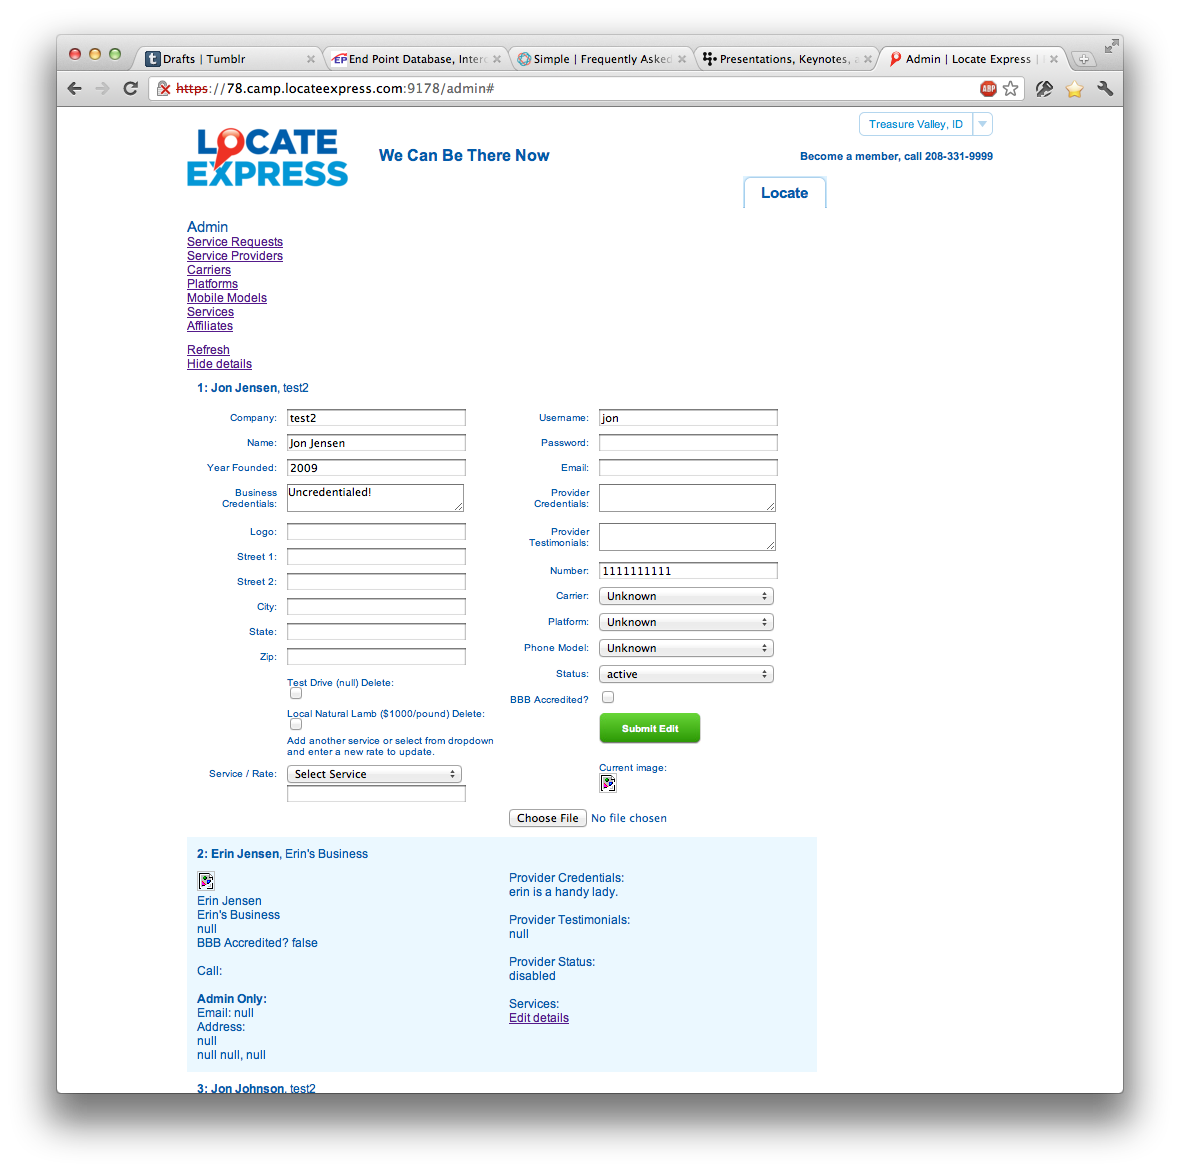 Drafts | Tumblr
End Point Database, Inter
Simple | Frequently Asked
Presentations, Keynotes,
Admin | Locate Express |
https://78.camp.locateexpress.com:9178/admin#
ABP
Treasure Valley, ID
LOCATE
EXPRESS
We Can Be There Now
Become a member, call 208-331-9999
Locate
Admin
Service Requests
Service Providers
Carriers
Platforms
Mobile Models
Services
Affiliates
Refresh
Hide details
1: Jon Jensen, test2
Company: test2
Name: Jon Jensen
Year Founded: 2009
Business
Credentials:
Uncredentialed!
Logo:
Street 1:
Street 2:
City:
State:
Zip:
Test Drive (null) Delete:
Local Natural Lamb ($1000/pound) Delete:
Add another service or select from dropdown
and enter a new rate to update.
Service / Rate: Select Service
Username: jon
Password:
Email:
Provider
Credentials:
Provider
Testimonials:
Number: 1111111111
Carrier: Unknown
Platform: Unknown
Phone Model: Unknown
Status: active
BBB Accredited?
Submit Edit
Current image:
Choose File No file chosen
2: Erin Jensen, Erin's Business
Erin Jensen
Erin's Business
null
BBB Accredited? false
Call:
Admin Only:
Email: null
Address:
null
null null, null
Provider Credentials:
erin is a handy lady.
Provider Testimonials:
null
Provider Status:
disabled
Services:
Edit details
3: Jon Johnson, test2